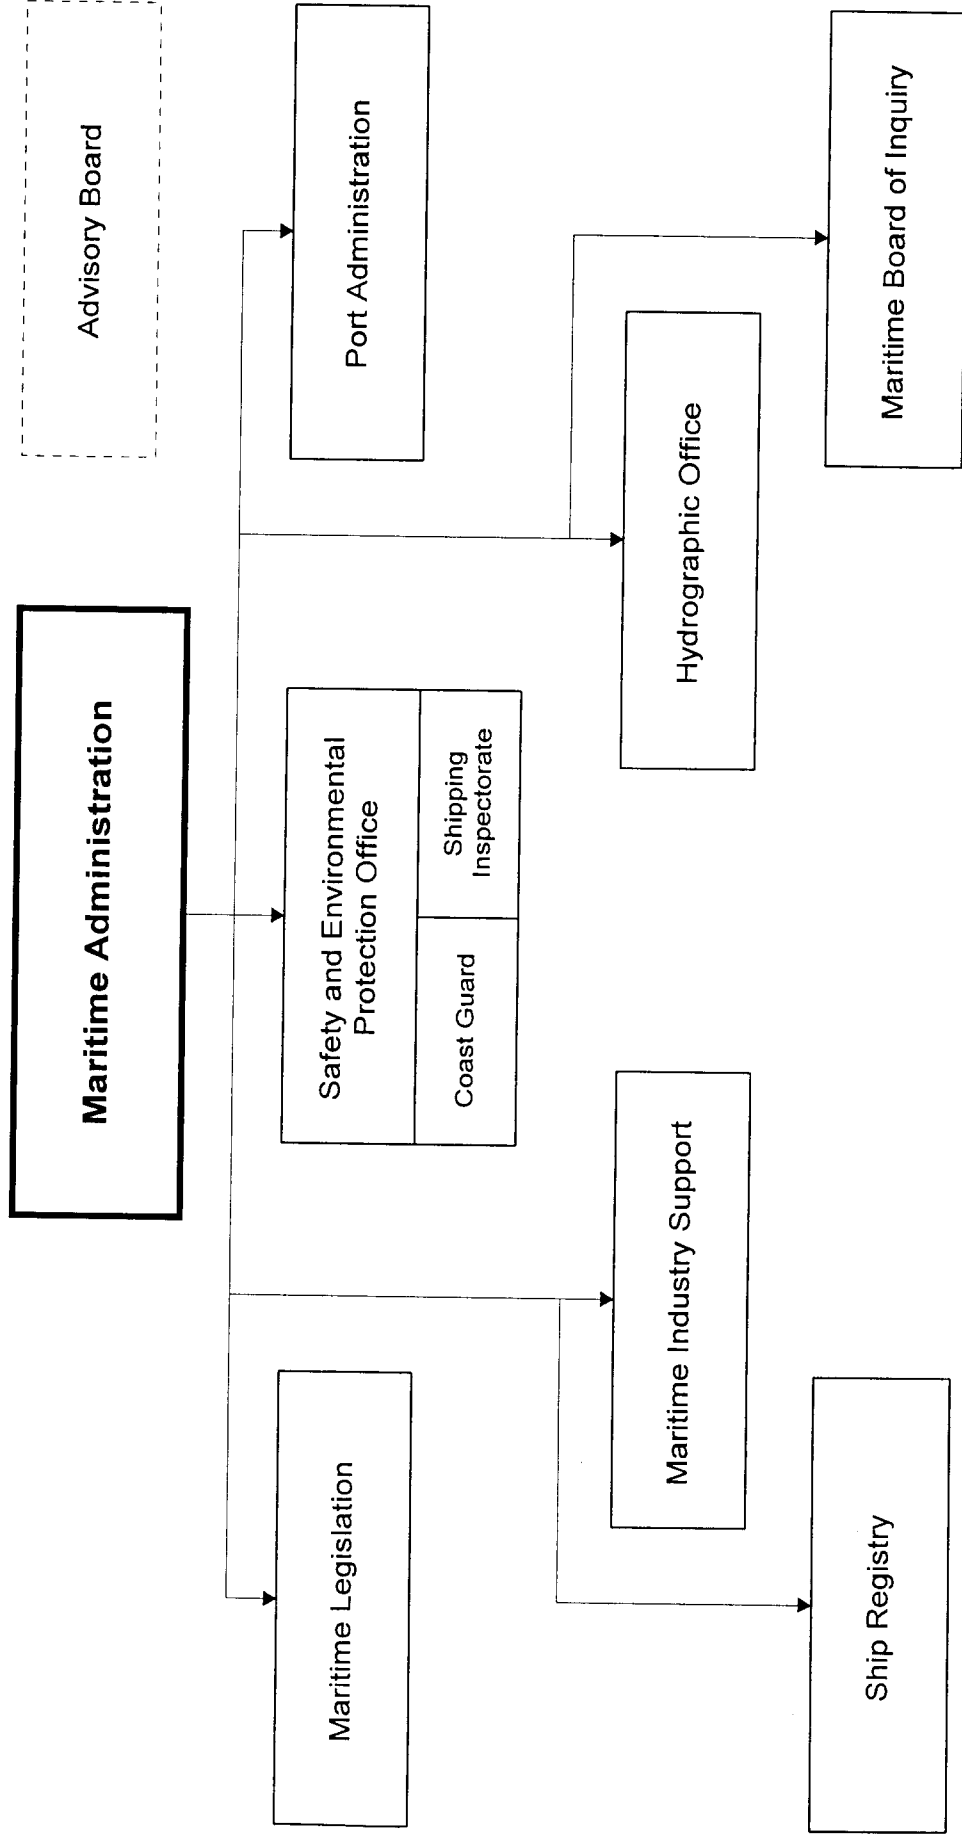 Advisory Board
Maritime Administration
Maritime Legislation
Safety and Environmental
Protection Office
Coast Guard
Shipping
Inspectorate
Port Administration
Maritime Industry Support
Hydrographic Office
Ship Registry
Maritime Board of Inquiry